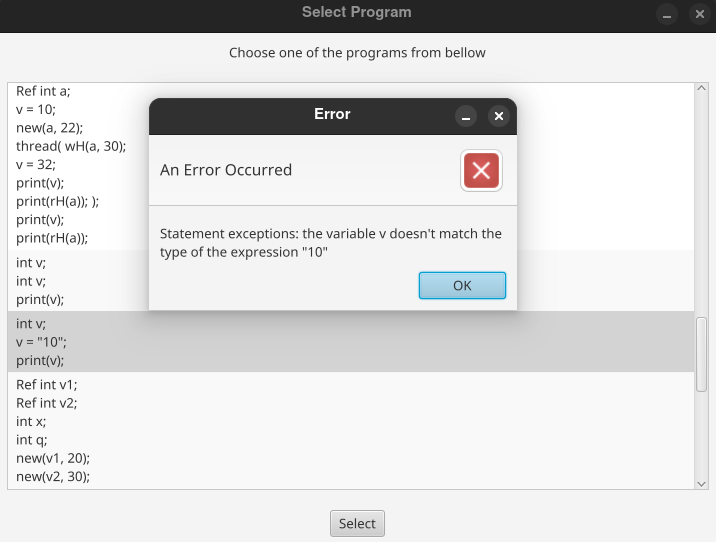 Select Program
Choose one of the programs from bellow
Ref int a;
v = 10;
new(a, 22);
thread( wH(a, 30);
v = 32;
print(v);
print(rH(a)); );
print(v);
print(rH(a));
int v;
int v;
print(v);
int v;
v = "10";
print(v);
Ref int v1;
Ref int v2;
int x;
int q;
new(v1, 20);
new(v2, 30);
Error
An Error Occurred
Statement exceptions: the variable v doesn't match the
type of the expression "10"
OK
Select